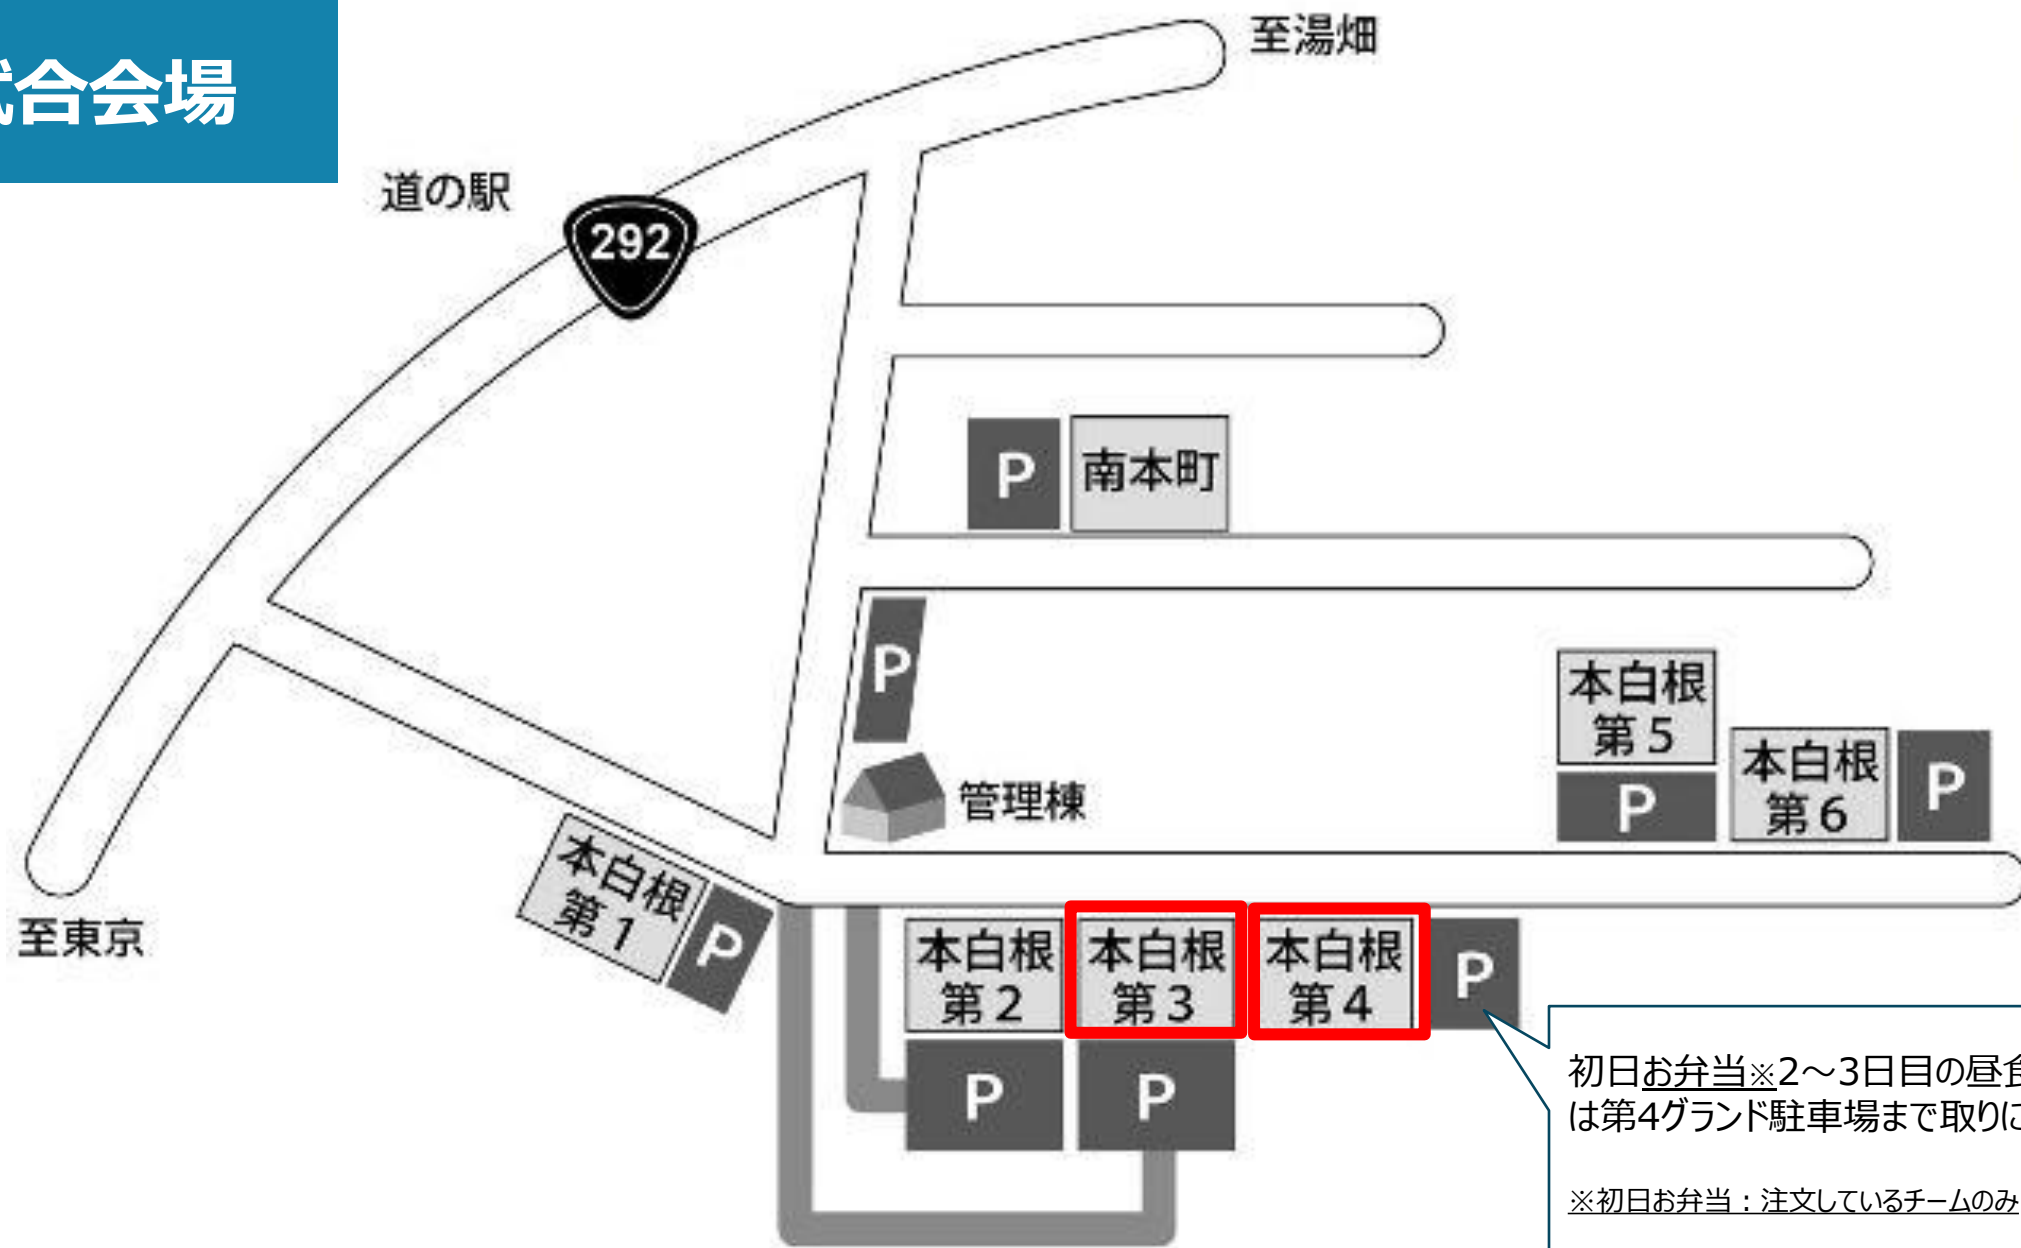 合会場
至湯畑
道の駅
292
P
南本町
P
本白根
第5
P
本白根
第6
P
管理棟
本白根
第1
P
至東京
本白根
第2
本白根
第3
本白根
第4
P
P
P
初日お弁当※2～3日目の昼食
は第4グランド駐車場まで取りに
※初日お弁当：注文しているチームのみ